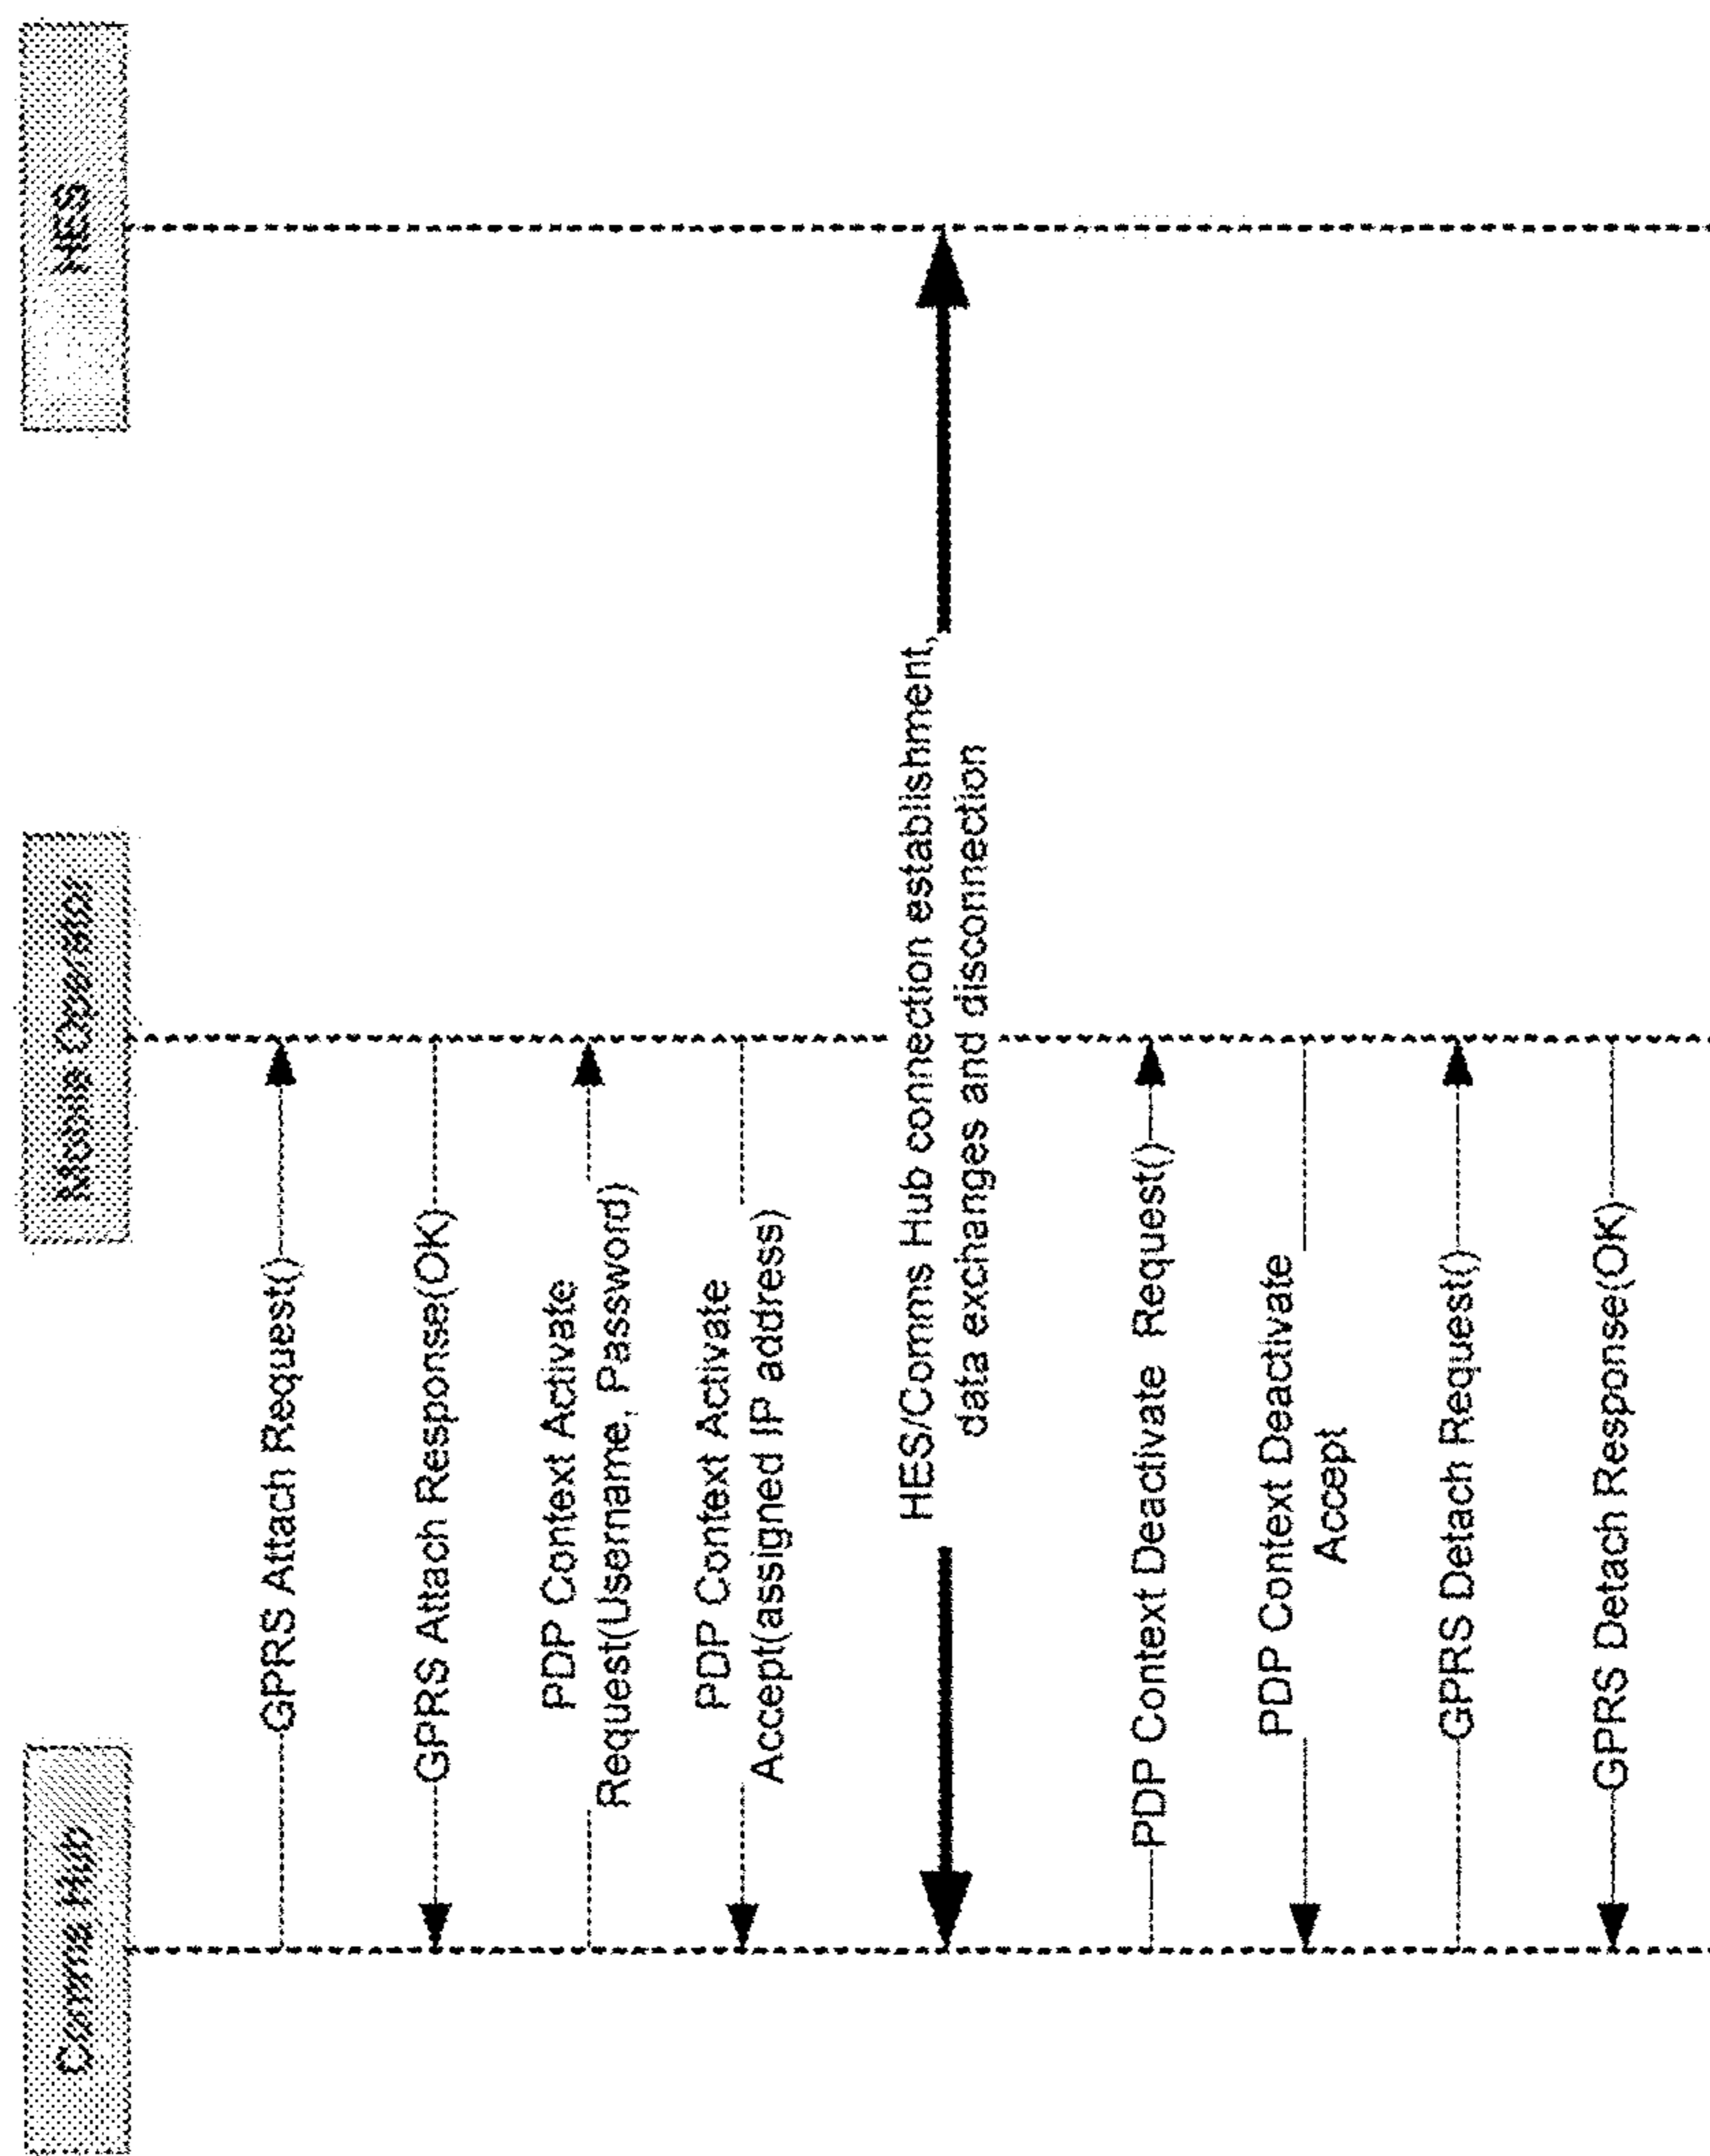 Comms Hub
Mobile Operator
HES
GPRS Attach Request()
GPRS Attach Response(OK)
PDP Context Activate
Request(Username, Password)
PDP Context Activate
Accept(assigned IP address)
HES/Comms Hub connection establishment,
data exchanges and disconnection
PDP Context Deactivate Request()
PDP Context Deactivate
Accept
GPRS Detach Request()
GPRS Detach Response(OK)